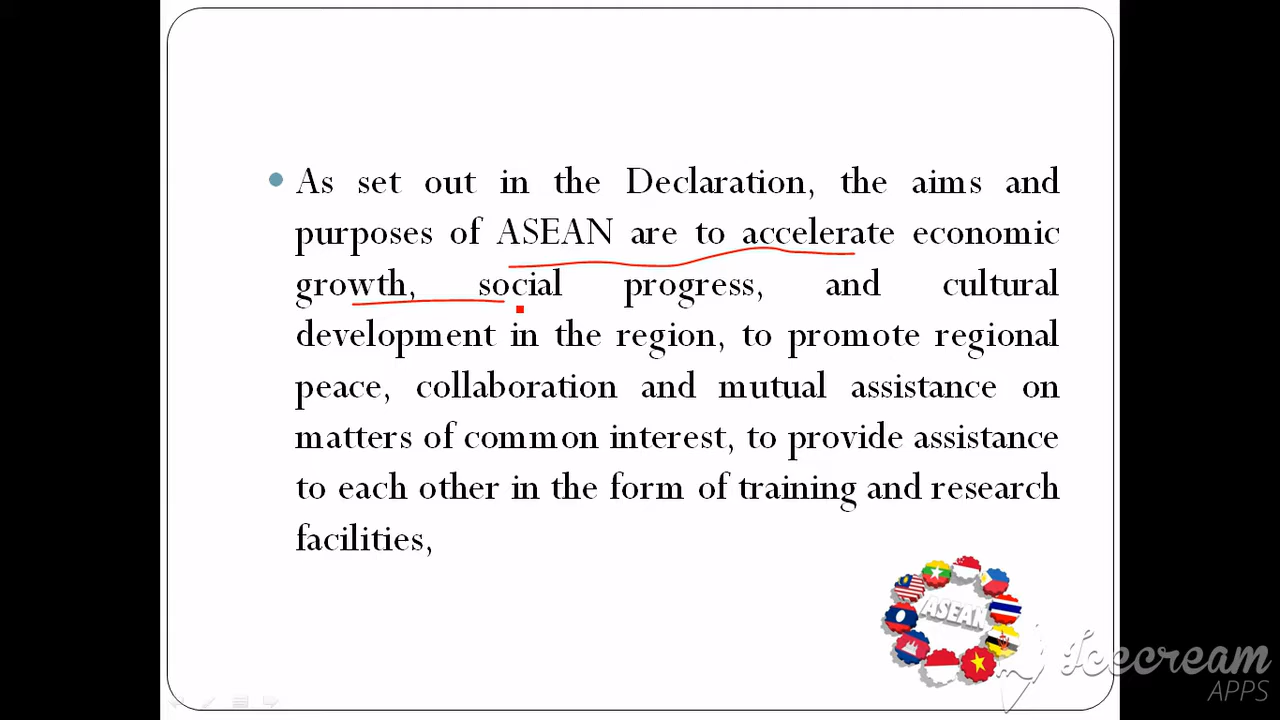 As set out in the Declaration, the aims and
purposes of ASEAN are to accelerate economic
growth, social progress, and cultural
development in the region, to promote regional
peace, collaboration and mutual assistance on
matters of common interest, to provide assistance
to each other in the form of training and research
facilities,
ASEAN
Icecream
APPS